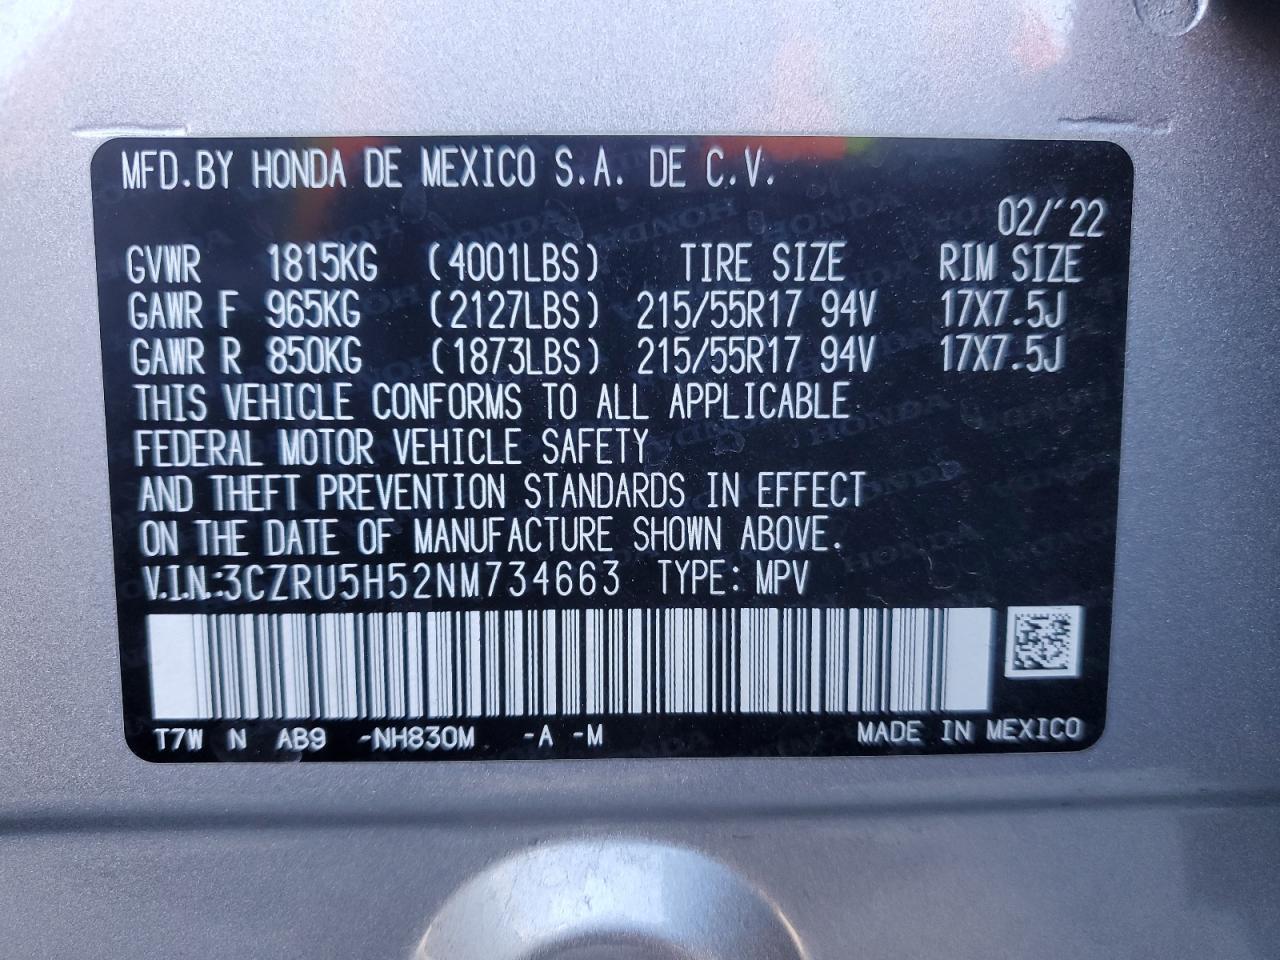 MFD.BY HONDA DE MEXICO S.A. DE C.V.
02/'22
GVWR 1815KG (4001LBS) TIRE SIZE RIM SIZE
GAWR F 965KG (2127LBS) 215/55R17 94V 17X7.5J
GAWR R 850KG (1873LBS) 215/55R17 94V 17X7.5J
THIS VEHICLE CONFORMS TO ALL APPLICABLE
FEDERAL MOTOR VEHICLE SAFETY
AND THEFT PREVENTION STANDARDS IN EFFECT
ON THE DATE OF MANUFACTURE SHOWN ABOVE.
V.I.N.:3CZRU5H52NM734663 TYPE: MPV
T7W N AB9 -NH830M -A -M MADE IN MEXICO